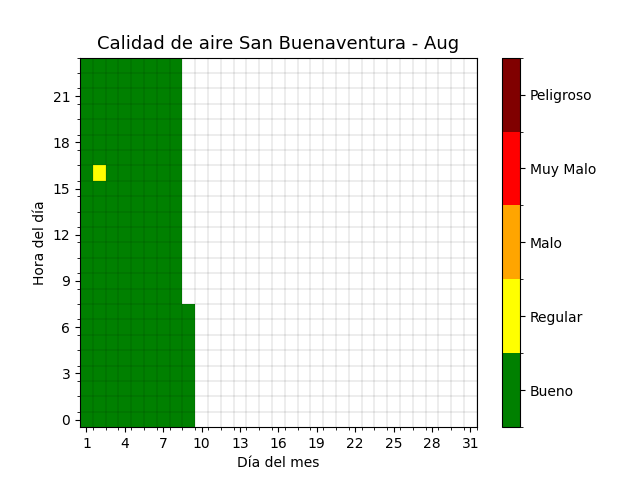 Calidad de aire San Buenaventura - Aug
Peligroso
Muy Malo
Malo
Regular
Bueno
Hora del día
21
18
15
12
9
6
3
0
1 4 7 10 13 16 19 22 25 28 31
Día del mes